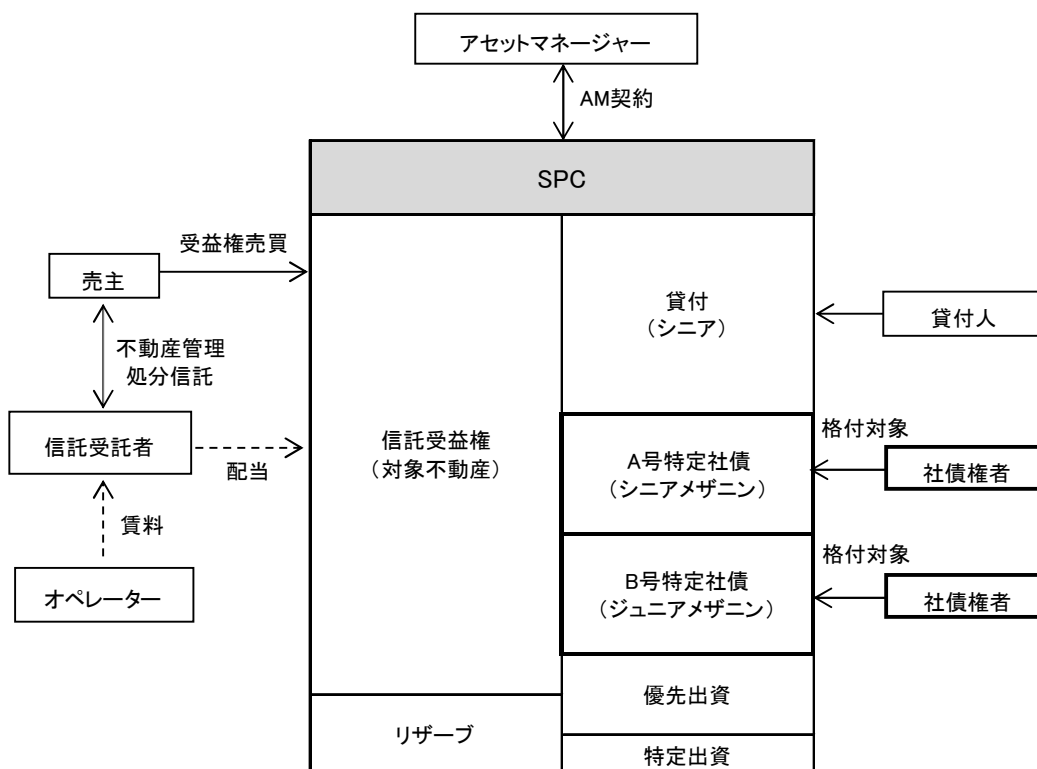 アセットマネージャー
AM契約
SPC
受益権売買
売主
不動産管理
処分信託
信託受託者
配当
賃料
オペレーター
信託受益権
（対象不動産）
リザーブ
貸付
（シニア）
貸付人
A号特定社債
（シニアメザニン）
格付対象
社債権者
B号特定社債
（ジュニアメザニン）
格付対象
社債権者
優先出資
特定出資